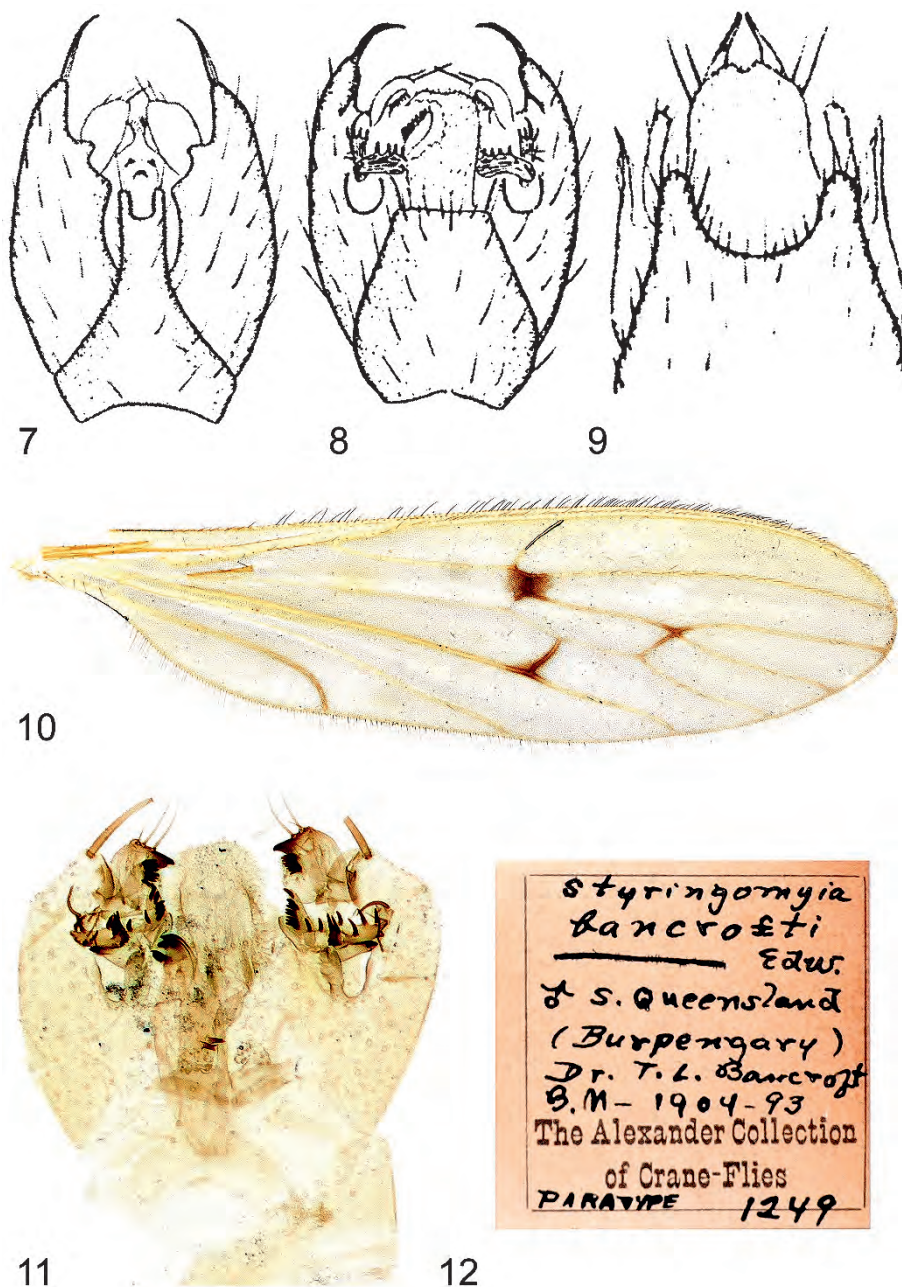 7
8
9
10
11
12
Styringomyia
bancrofti
Edw.
♂ S. Queensland
(Burpengary)
Dr. T. L. Bancroft
B.M - 1904-93
The Alexander Collection
of Crane-Flies
PARATYPE 1249